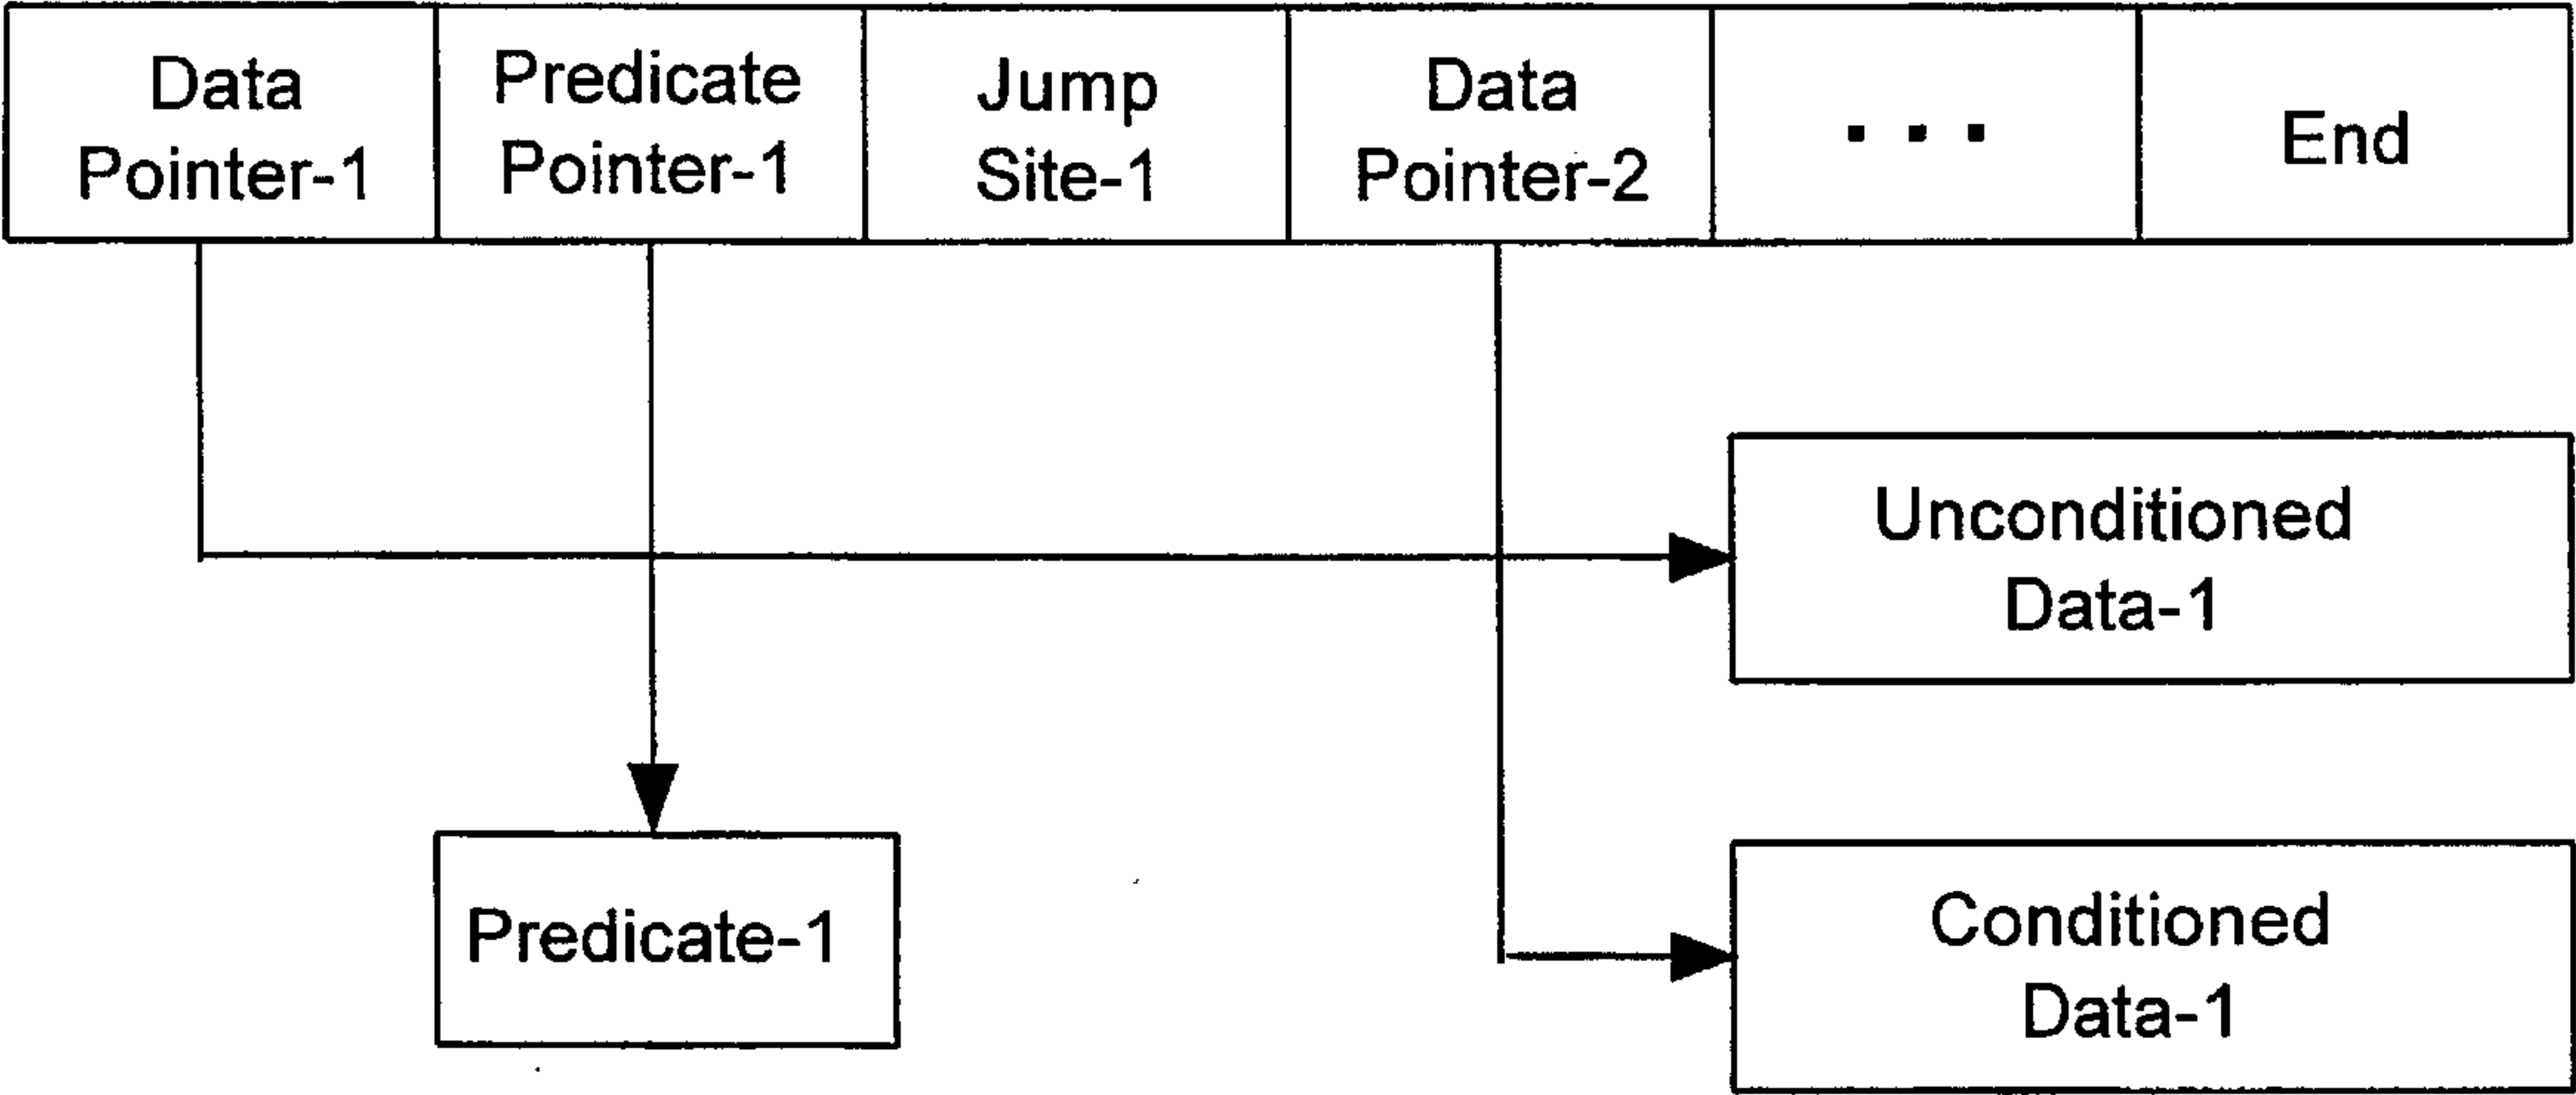 Data
Pointer-1
Predicate
Pointer-1
Jump
Site-1
Data
Pointer-2
. . .
End
Unconditioned
Data-1
Predicate-1
Conditioned
Data-1